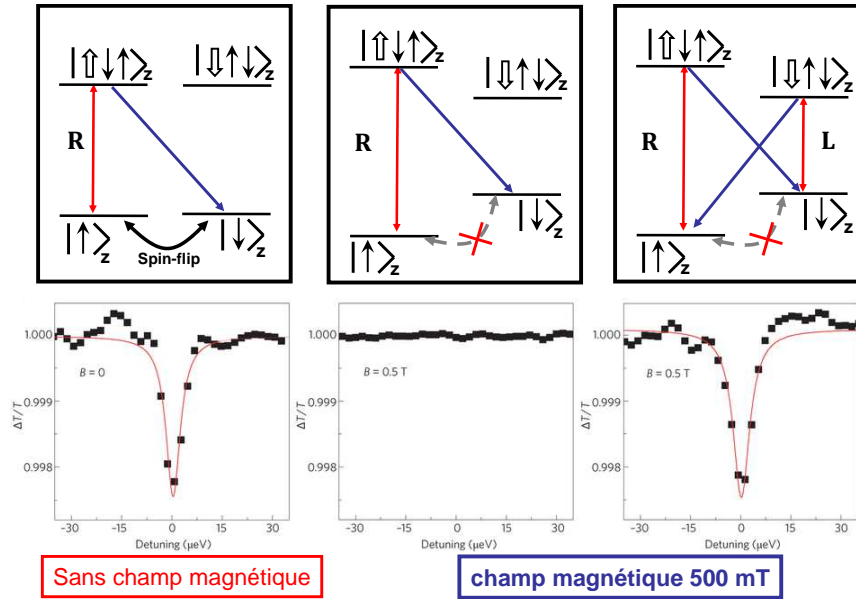 |⇑↓↑⟩z |⇓↑↓⟩z
R
|↑⟩z |↓⟩z
Spin-flip
|⇑↓↑⟩z
|⇓↑↓⟩z
R
|↓⟩z
|↑⟩z
|⇑↓↑⟩z
|⇓↑↓⟩z
R L
|↓⟩z
|↑⟩z
1.000
0.999
0.998
ΔT/T
B = 0
-30 -15 0 15 30
Detuning (µeV)
1.000
0.999
0.998
ΔT/T
B = 0.5 T
-30 -15 0 15 30
Detuning (µeV)
1.000
0.999
0.998
ΔT/T
B = 0.5 T
-30 -15 0 15 30
Detuning (µeV)
Sans champ magnétique
champ magnétique 500 mT